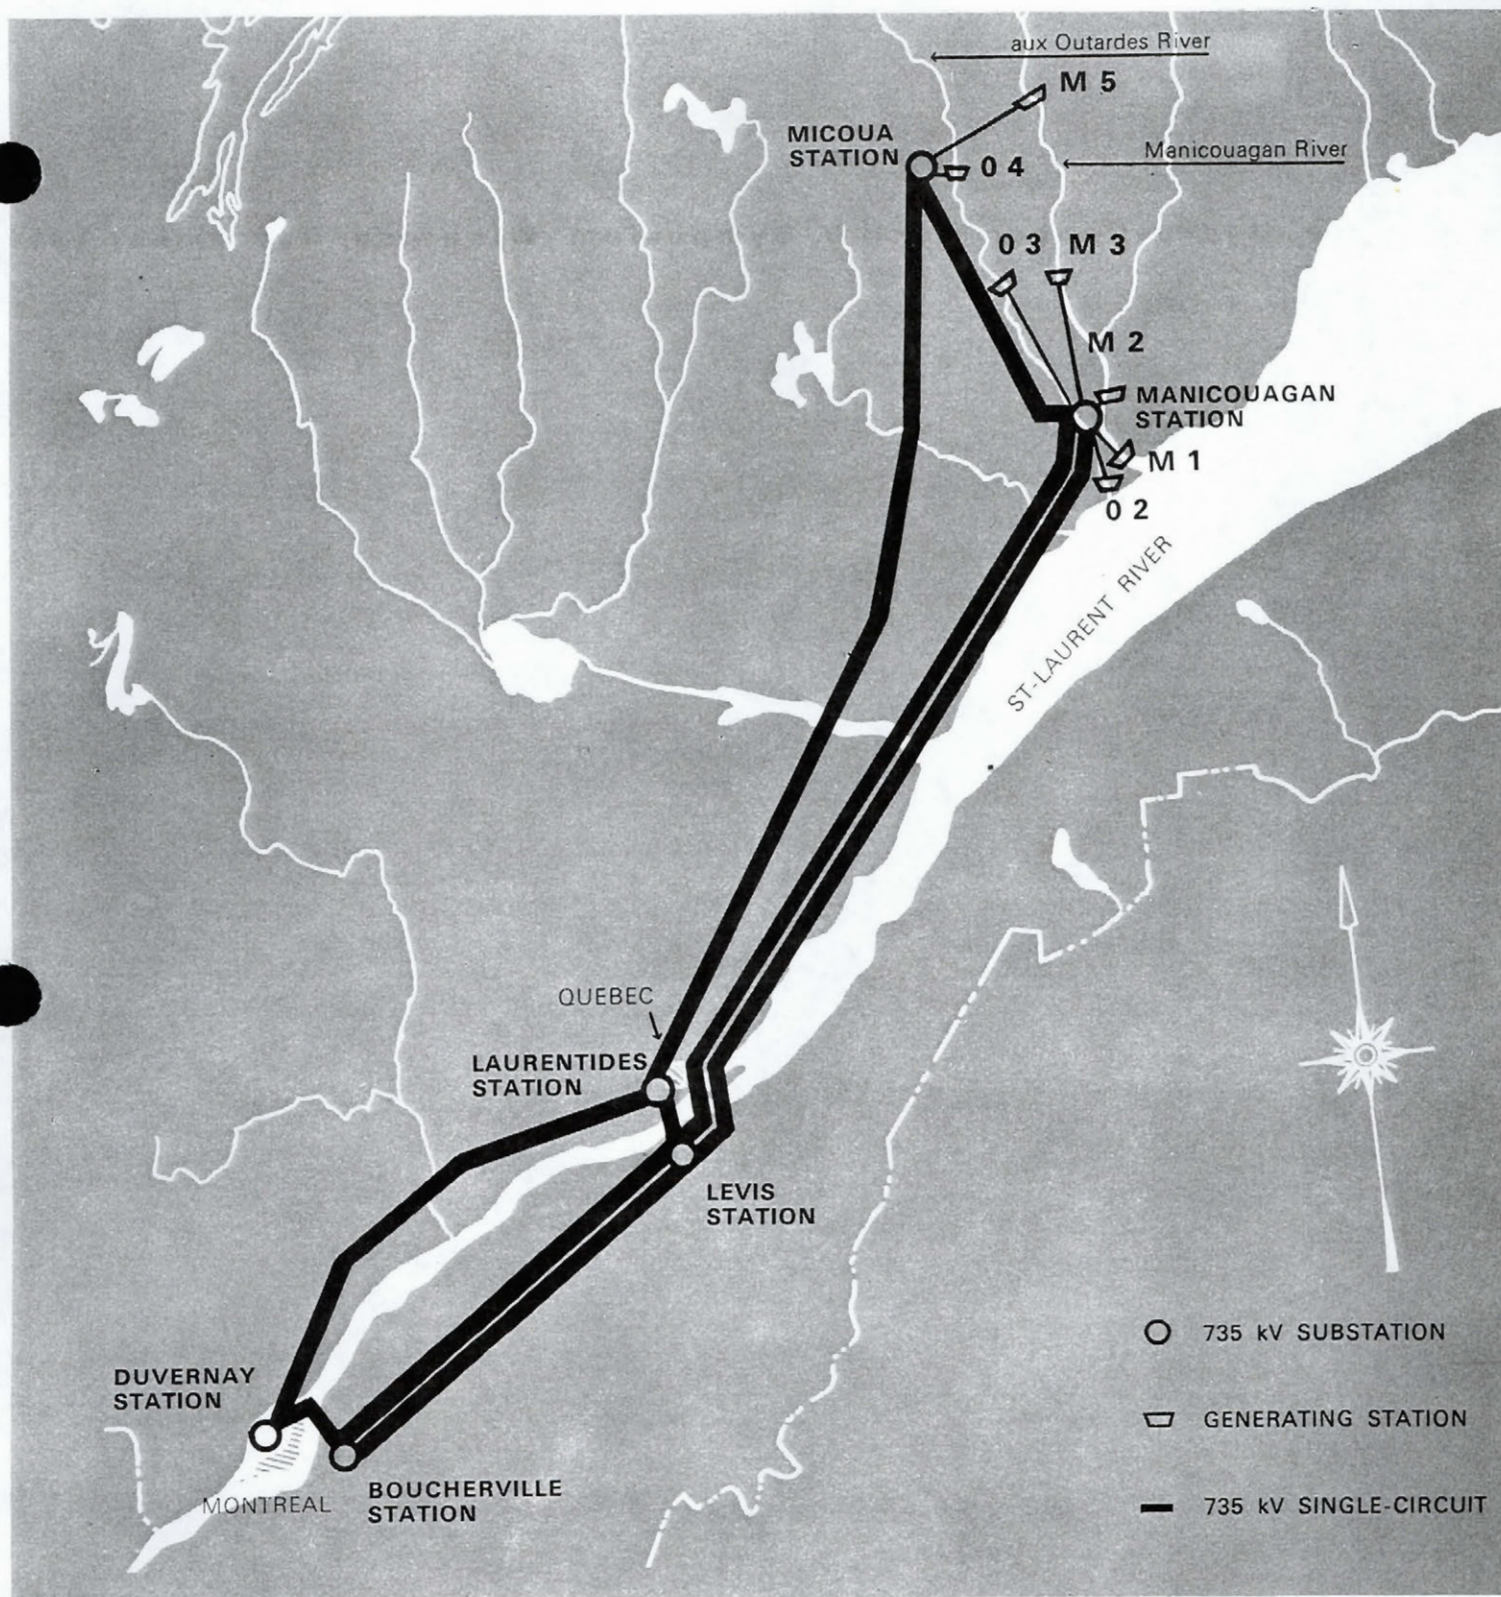 aux Outardes River
M 5
MICOUA
STATION
0 4
Manicouagan River
0 3
M 3
M 2
MANICOUAGAN
STATION
M 1
0 2
ST-LAURENT RIVER
QUEBEC
LAURENTIDES
STATION
LEVIS
STATION
DUVERNAY
STATION
BOUCHERVILLE
STATION
MONTREAL
735 kV SUBSTATION
GENERATING STATION
735 kV SINGLE-CIRCUIT